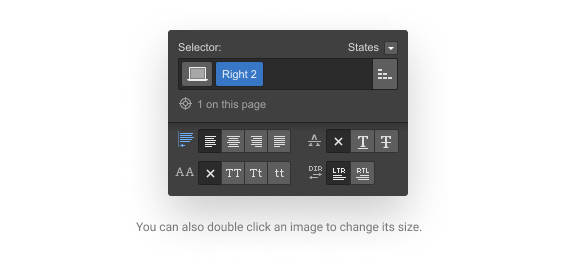 Selector:
States
Right 2
1 on this page
A T T
AA TT Tt tt DIR LTR RTL
You can also double click an image to change its size.